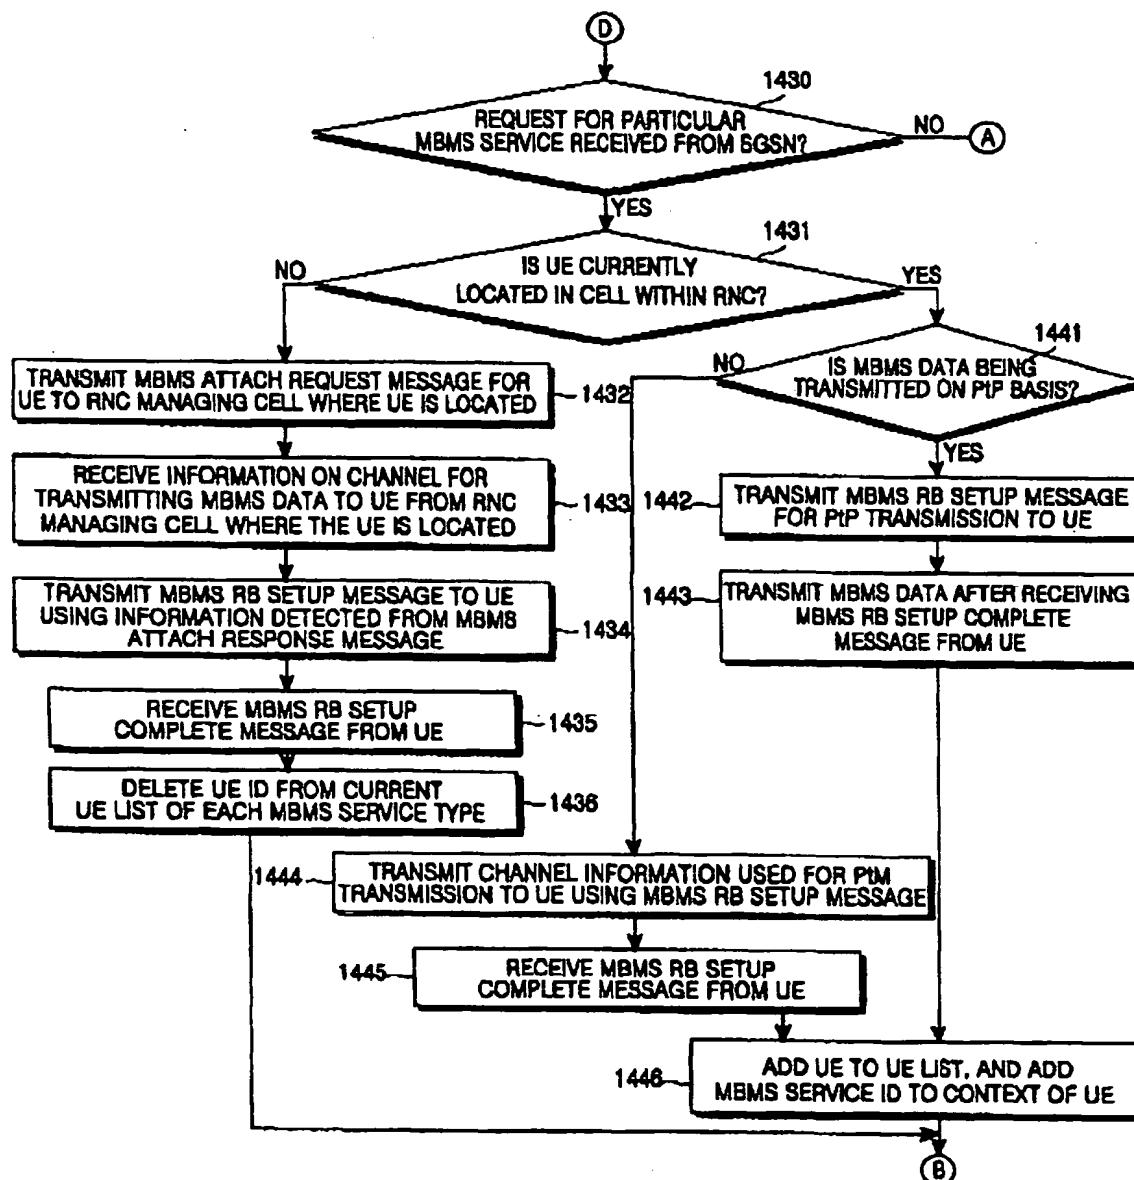 D
1430
REQUEST FOR PARTICULAR
MBMS SERVICE RECEIVED FROM SGSN?
NO
A
YES
1431
IS UE CURRENTLY
LOCATED IN CELL WITHIN RNC?
NO
YES
1441
IS MBMS DATA BEING
TRANSMITTED ON PtP BASIS?
NO
YES
TRANSMIT MBMS ATTACH REQUEST MESSAGE FOR
UE TO RNC MANAGING CELL WHERE UE IS LOCATED
1432
RECEIVE INFORMATION ON CHANNEL FOR
TRANSMITTING MBMS DATA TO UE FROM RNC
MANAGING CELL WHERE THE UE IS LOCATED
1433
1442
TRANSMIT MBMS RB SETUP MESSAGE
FOR PtP TRANSMISSION TO UE
TRANSMIT MBMS RB SETUP MESSAGE TO UE
USING INFORMATION DETECTED FROM MBMS
ATTACH RESPONSE MESSAGE
1434
1443
TRANSMIT MBMS DATA AFTER RECEIVING
MBMS RB SETUP COMPLETE
MESSAGE FROM UE
RECEIVE MBMS RB SETUP
COMPLETE MESSAGE FROM UE
1435
DELETE UE ID FROM CURRENT
UE LIST OF EACH MBMS SERVICE TYPE
1436
1444
TRANSMIT CHANNEL INFORMATION USED FOR PtM
TRANSMISSION TO UE USING MBMS RB SETUP MESSAGE
1445
RECEIVE MBMS RB SETUP
COMPLETE MESSAGE FROM UE
1446
ADD UE TO UE LIST, AND ADD
MBMS SERVICE ID TO CONTEXT OF UE
B